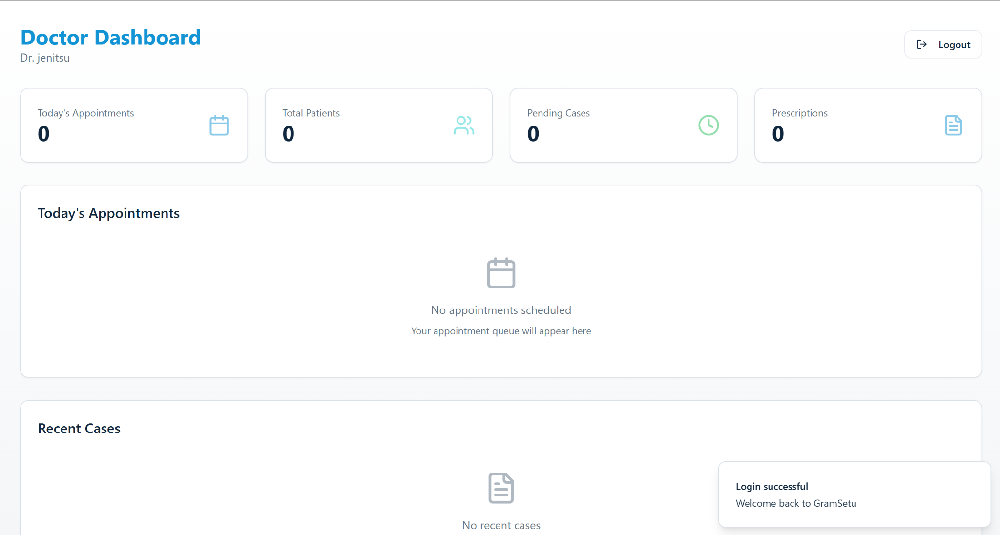 Doctor Dashboard
Dr. jenitsu
Logout
Today's Appointments
0
Total Patients
0
Pending Cases
0
Prescriptions
0
Today's Appointments
No appointments scheduled
Your appointment queue will appear here
Recent Cases
No recent cases
Login successful
Welcome back to GramSetu